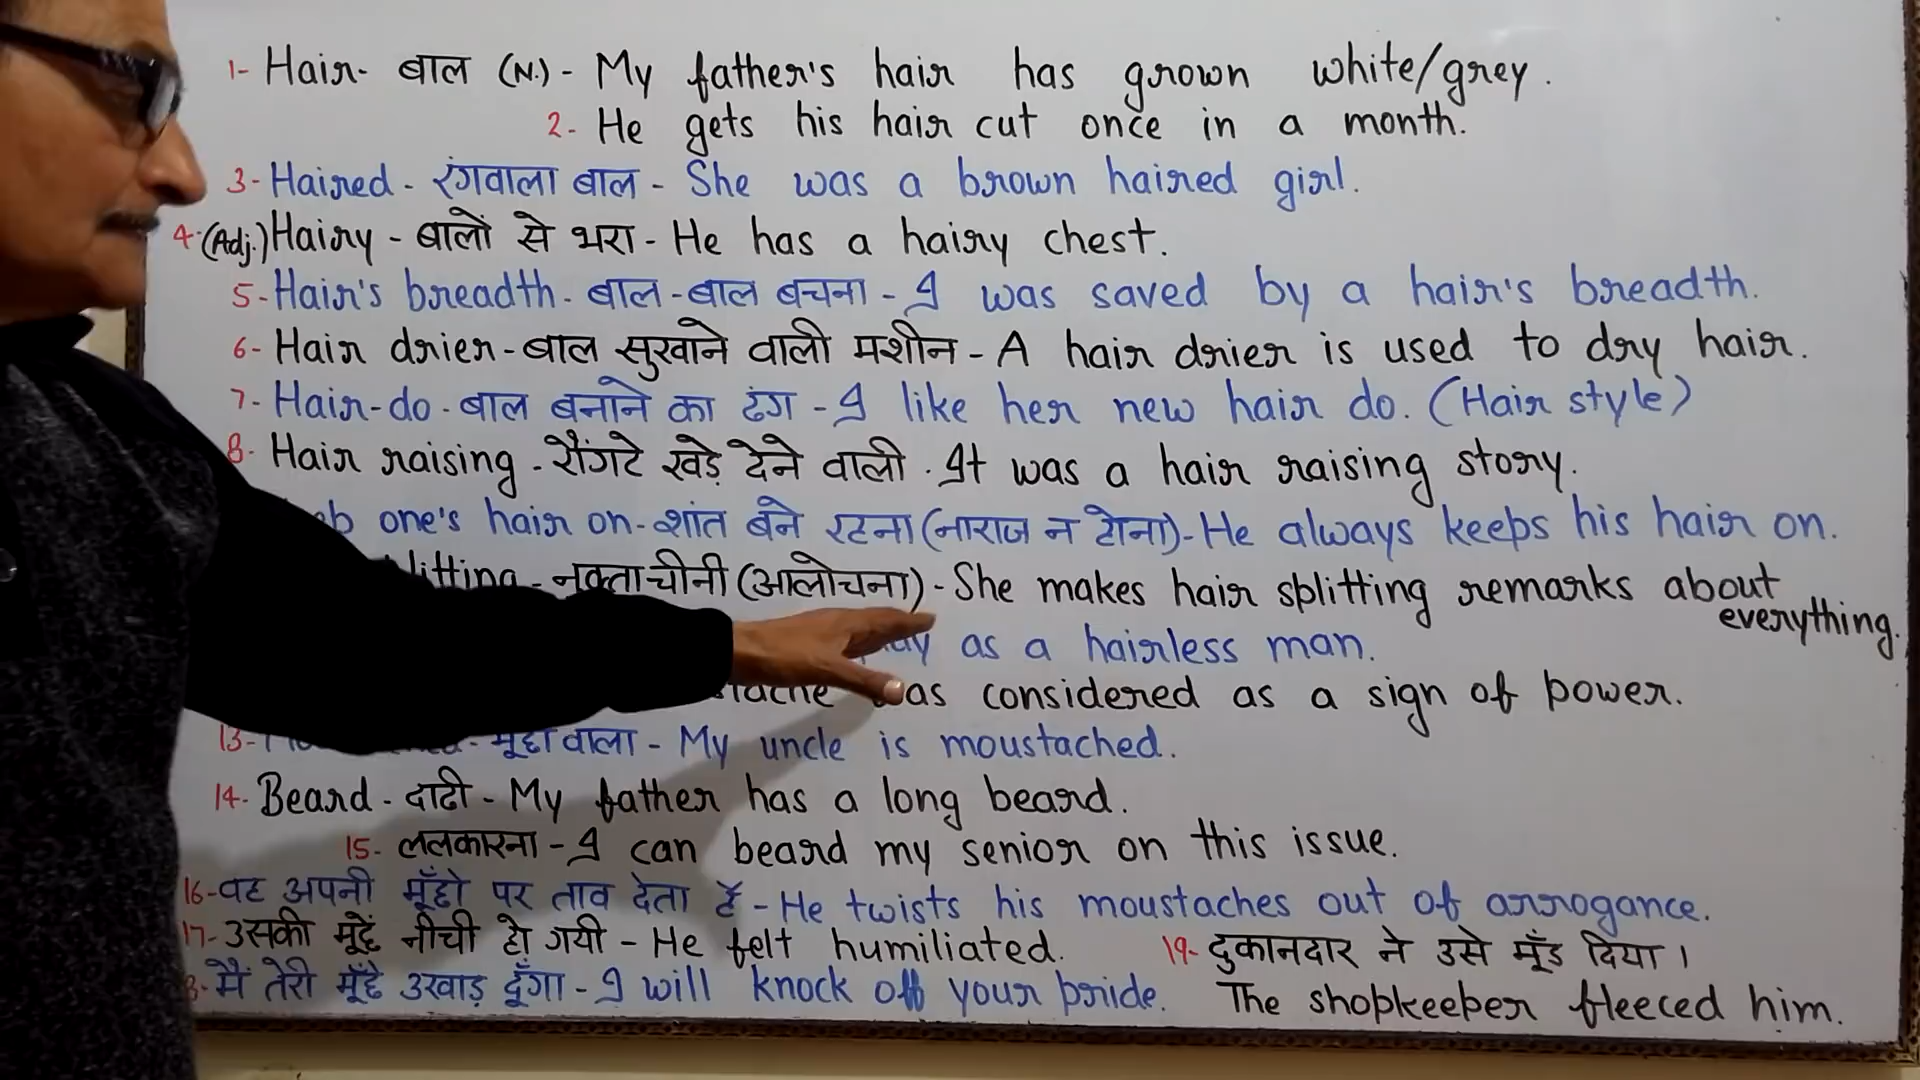 1- Hair- बाल (N.) - My father's hair has grown white/grey.
2- He gets his hair cut once in a month.
3- Haired - रंगवाला बाल - She was a brown haired girl.
4-(Adj.) Hairy - बालों से भरा - He has a hairy chest.
5- Hair's breadth - बाल-बाल बचना - I was saved by a hair's breadth.
6- Hair drier - बाल सुखाने वाली मशीन - A hair drier is used to dry hair.
7- Hair-do - बाल बनाने का ढंग - I like her new hair do. (Hair style)
8- Hair raising - रौंगटे खड़े देने वाली - It was a hair raising story.
one's hair on - शांत बने रहना (नाराज न होना) - He always keeps his hair on.
नुक्ताचीनी (आलोचना) - She makes hair splitting remarks about everything.
as a hairless man.
was considered as a sign of power.
13- वाला - My uncle is moustached.
14- Beard - दाढी - My father has a long beard.
15- ललकारना - I can beard my senior on this issue.
16- वह अपनी मूँछो पर ताव देता है - He twists his moustaches out of arrogance.
17- उसकी मूछें नीची हो गयी - He felt humiliated.
मैं तेरी मूँछे उखाड़ दूँगा - I will knock off your pride.
19- दुकानदार ने उसे मूँड दिया।
The shopkeeper fleeced him.